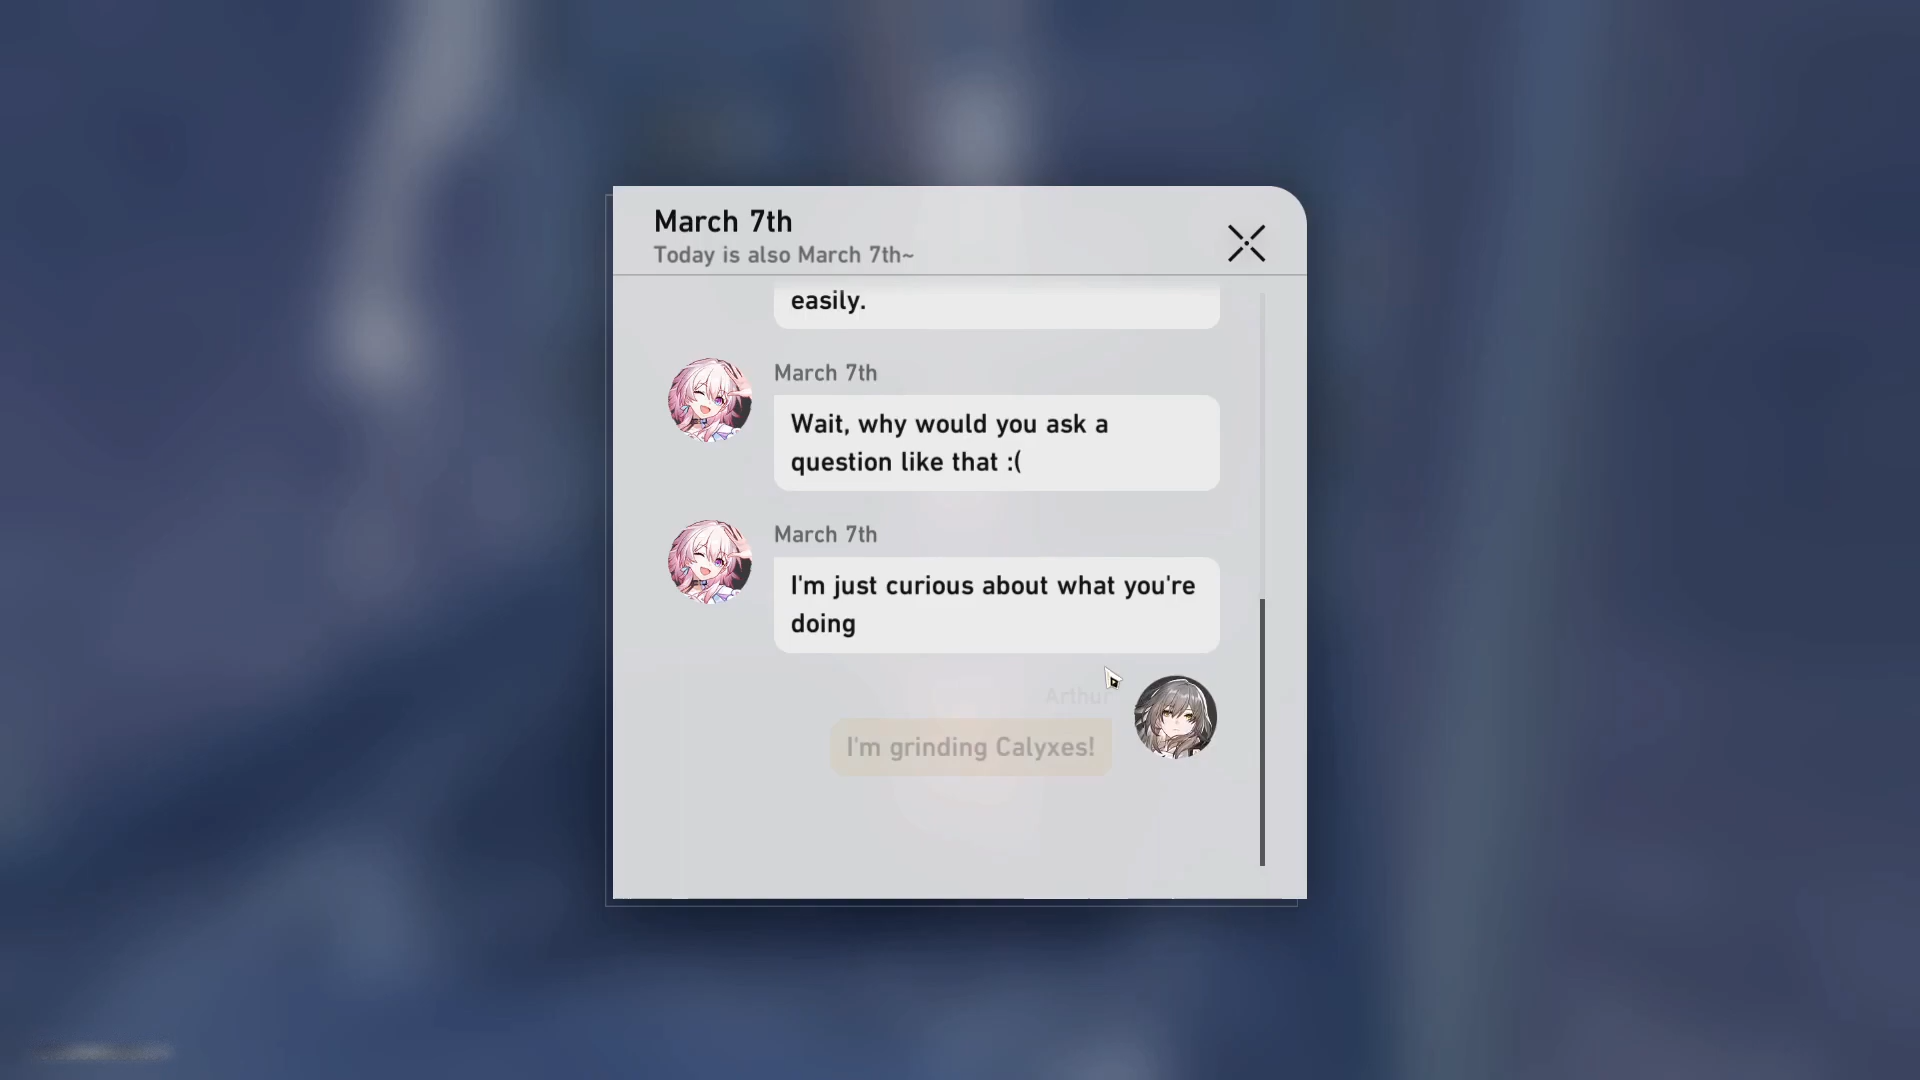 March 7th
Today is also March 7th~
easily.
March 7th
Wait, why would you ask a
question like that :(
March 7th
I'm just curious about what you're
doing
Arthur
I'm grinding Calyxes!